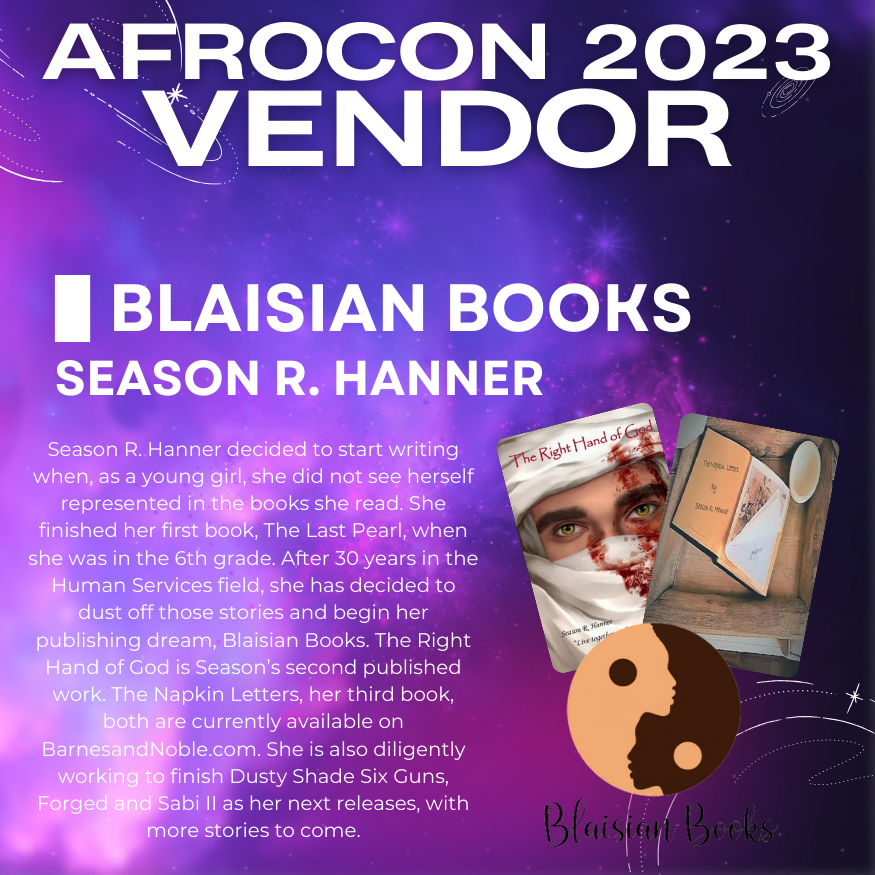 AFROCON 2023
VENDOR
BLAISIAN BOOKS
SEASON R. HANNER
Season R. Hanner decided to start writing
when, as a young girl, she did not see herself
represented in the books she read. She
finished her first book, The Last Pearl, when
she was in the 6th grade. After 30 years in the
Human Services field, she has decided to
dust off those stories and begin her
publishing dream, Blaisian Books. The Right
Hand of God is Season's second published
work. The Napkin Letters, her third book,
both are currently available on
BarnesandNoble.com. She is also diligently
working to finish Dusty Shade Six Guns,
Forged and Sabi II as her next releases, with
more stories to come.
The Right Hand of God
Season R. Hanner
"Live together
The Napkin Letters
By
Season R. Hanner
Blaisian Books